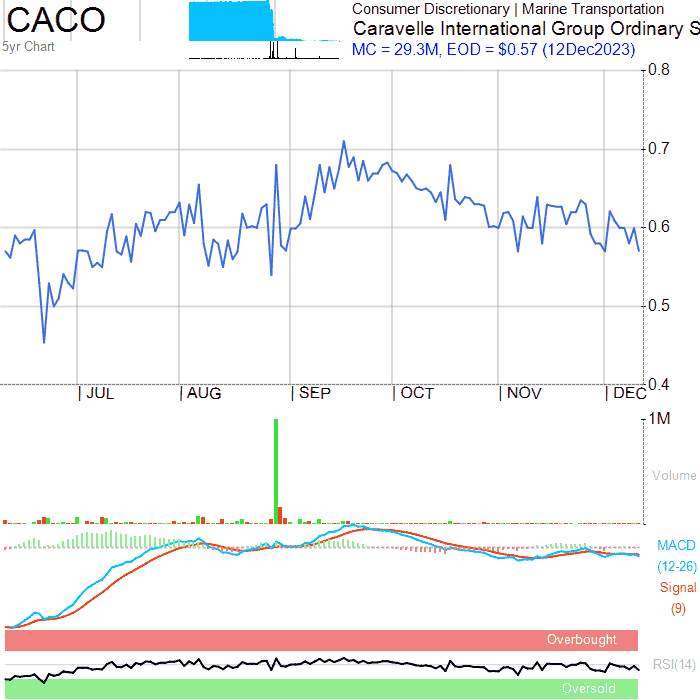 CACO
5yr Chart
Consumer Discretionary | Marine Transportation
Caravelle International Group Ordinary S
MC = 29.3M, EOD = $0.57 (12Dec2023)
0.8
0.7
0.6
0.5
0.4
| JUL | AUG | SEP | OCT | NOV | DEC
1M
Volume
MACD
(12-26)
Signal
(9)
Overbought
RSI(14)
Oversold